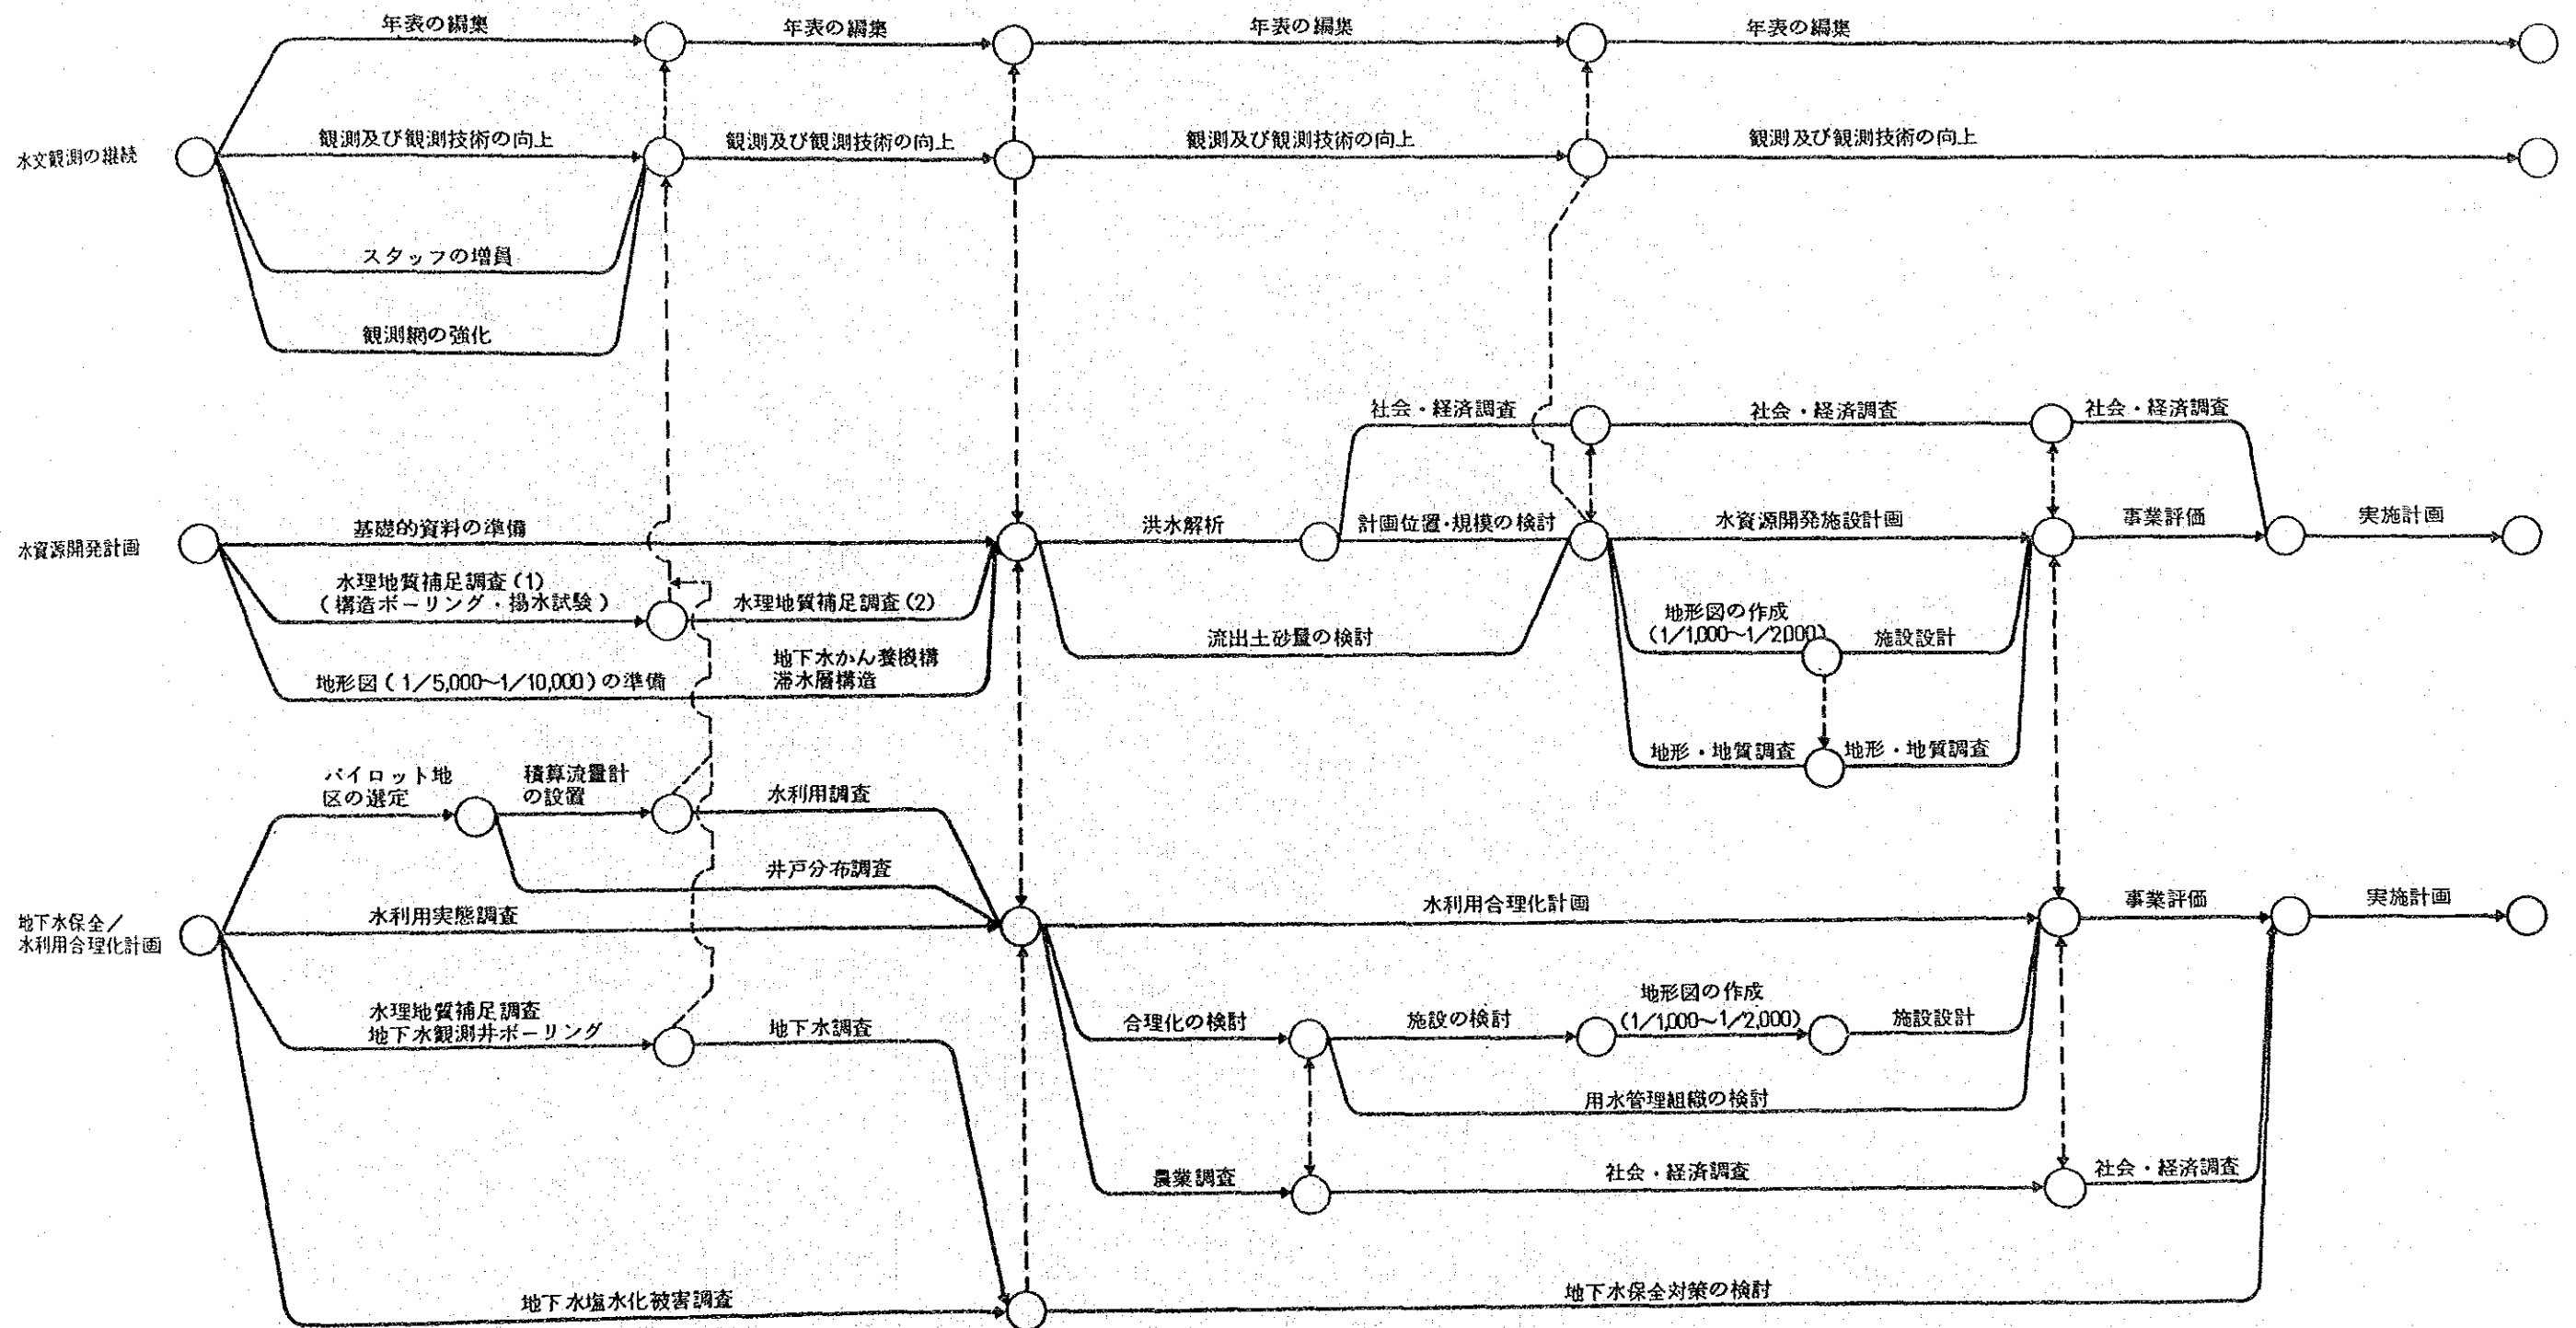 年表の編集
年表の編集
年表の編集
年表の編集
水文観測の継続
観測及び観測技術の向上
観測及び観測技術の向上
観測及び観測技術の向上
観測及び観測技術の向上
スタッフの増員
観測網の強化
社会・経済調査
社会・経済調査
社会・経済調査
水資源開発計画
基礎的資料の準備
洪水解析
計画位置・規模の検討
水資源開発施設計画
事業評価
実施計画
水理地質補足調査(1)
(構造ボーリング・揚水試験)
水理地質補足調査(2)
流出土砂量の検討
地形図の作成
(1/1,000~1/2,000)
施設設計
地形図(1/5,000~1/10,000)の準備
地下水かん養機構
滞水層構造
地形・地質調査
地形・地質調査
パイロット地
区の選定
積算流量計
の設置
水利用調査
井戸分布調査
地下水保全/
水利用合理化計画
水利用実態調査
水利用合理化計画
事業評価
実施計画
水理地質補足調査
地下水観測井ボーリング
地下水調査
合理化の検討
施設の検討
地形図の作成
(1/1,000~1/2,000)
施設設計
用水管理組織の検討
農業調査
社会・経済調査
社会・経済調査
地下水塩水化被害調査
地下水保全対策の検討